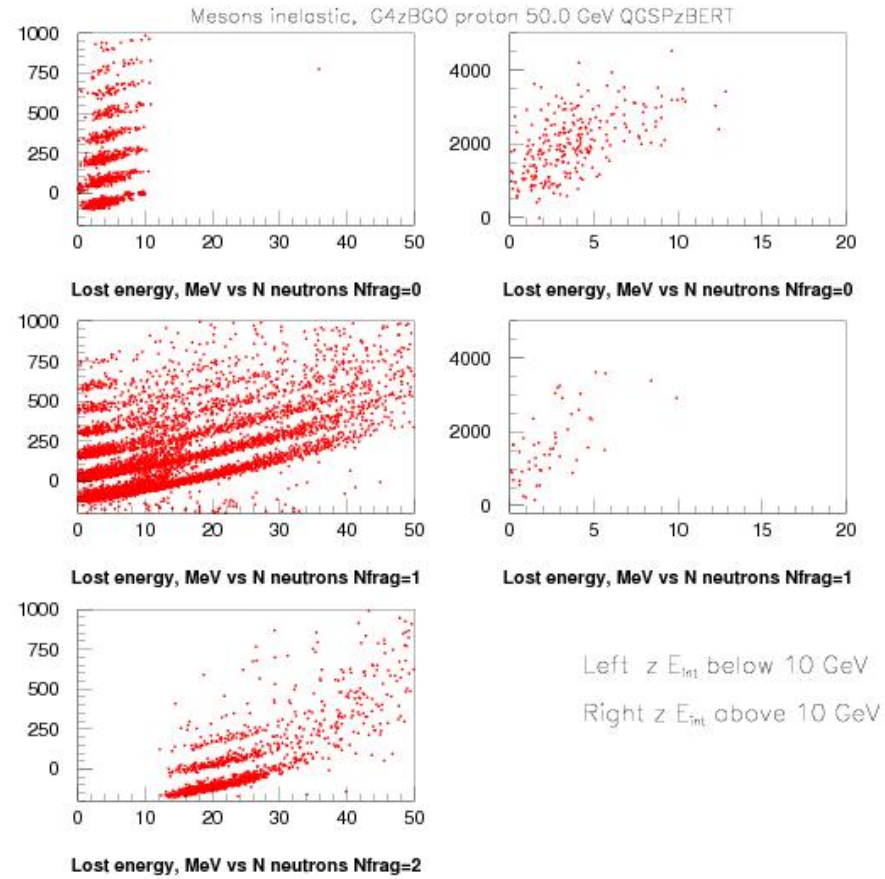 Mesons inelastic, G4zBGO proton 50.0 GeV QGSPzBERT
1000
750
500
250
0
0 10 20 30 40 50
Lost energy, MeV vs N neutrons Nfrag=0
4000
2000
0
0 5 10 15 20
Lost energy, MeV vs N neutrons Nfrag=0
1000
750
500
250
0
0 10 20 30 40 50
Lost energy, MeV vs N neutrons Nfrag=1
4000
2000
0
0 5 10 15 20
Lost energy, MeV vs N neutrons Nfrag=1
1000
750
500
250
0
0 10 20 30 40 50
Lost energy, MeV vs N neutrons Nfrag=2
Left z Eint below 10 GeV
Right z Eint above 10 GeV